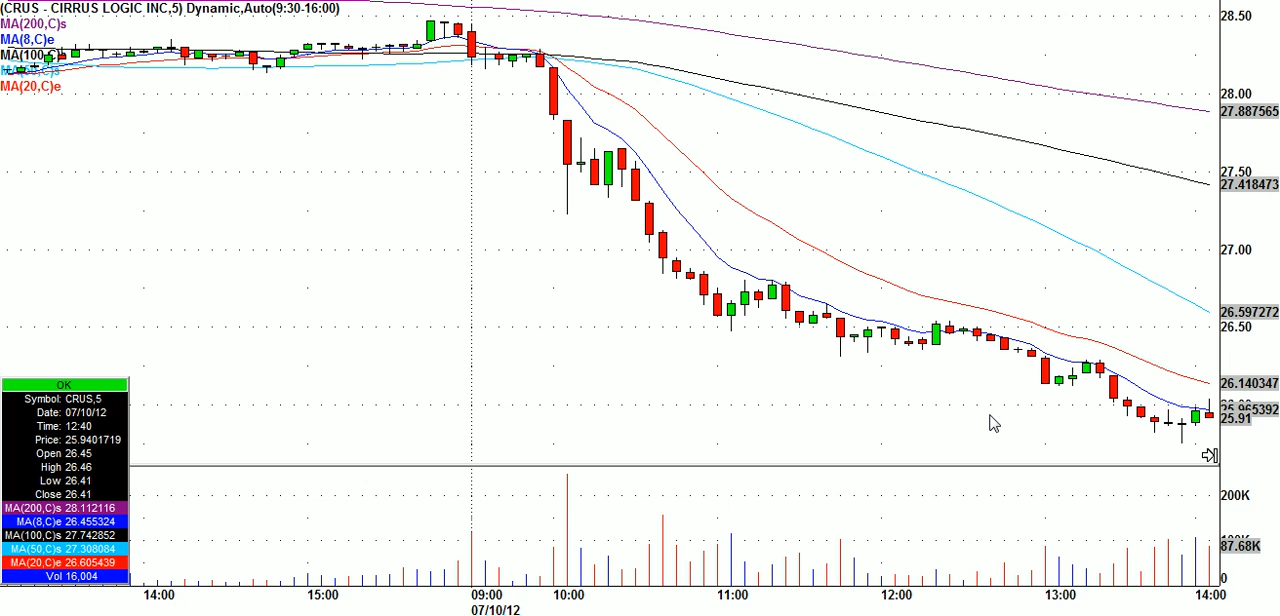 (CRUS - CIRRUS LOGIC INC,5) Dynamic,Auto(9:30-16:00)
MA(200,C)s
MA(8,C)e
MA(100,C)s
MA(20,C)e
28.50
28.00
27.887565
27.50
27.418473
27.00
26.597272
26.50
26.140347
25.965392
25.91
OK
Symbol: CRUS,5
Date: 07/10/12
Time: 12:40
Price: 25.9401719
Open 26.45
High 26.46
Low 26.41
Close 26.41
MA(200,C)s 28.112116
MA(8,C)e 26.455324
MA(100,C)s 27.742852
MA(50,C)s 27.308084
MA(20,C)e 26.605439
Vol 16,004
200K
87.68K
0
14:00 15:00 09:00 10:00 11:00 12:00 13:00 14:00
07/10/12